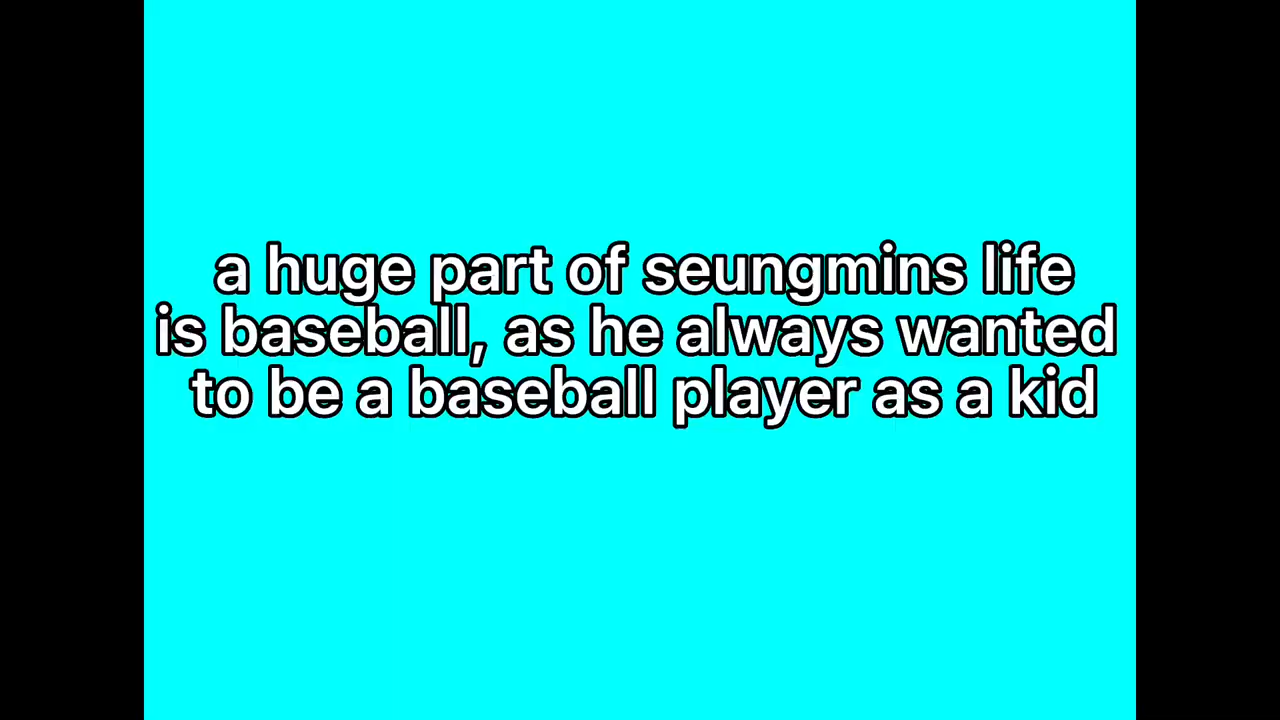 a huge part of seungmins life
is baseball, as he always wanted
to be a baseball player as a kid